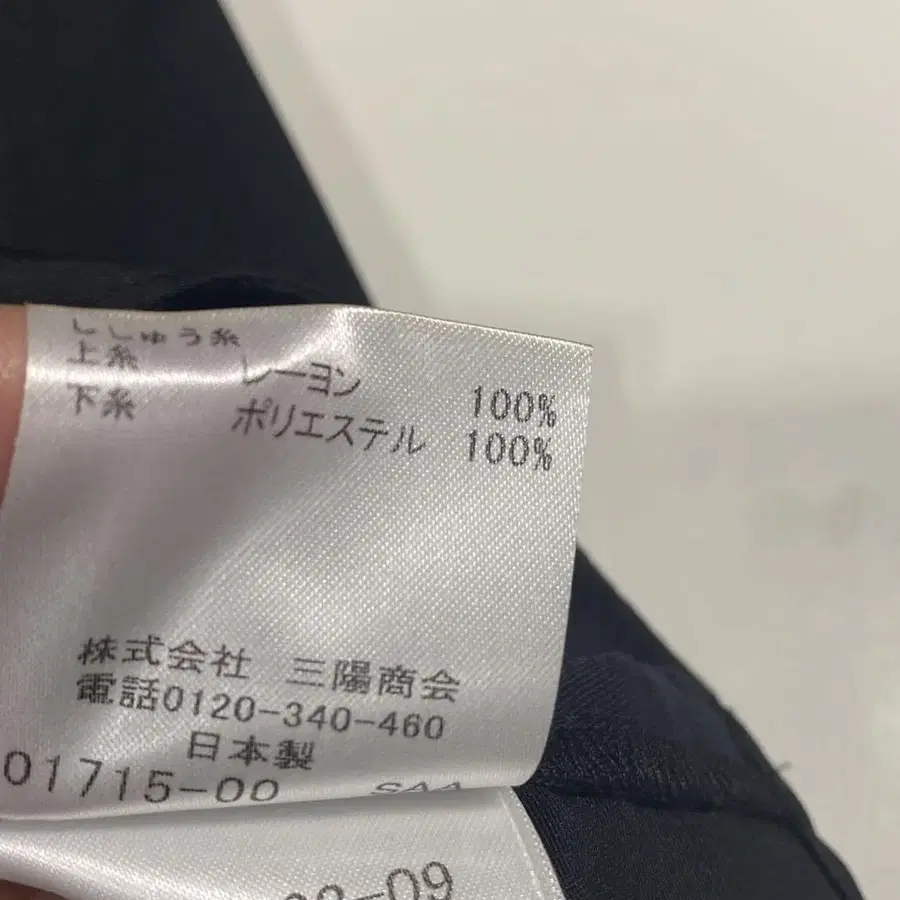 ししゅう糸
上糸 レーヨン 100%
下糸 ポリエステル 100%
株式会社 三陽商会
電話0120-340-460
日本製
01715-00 SAA
-09